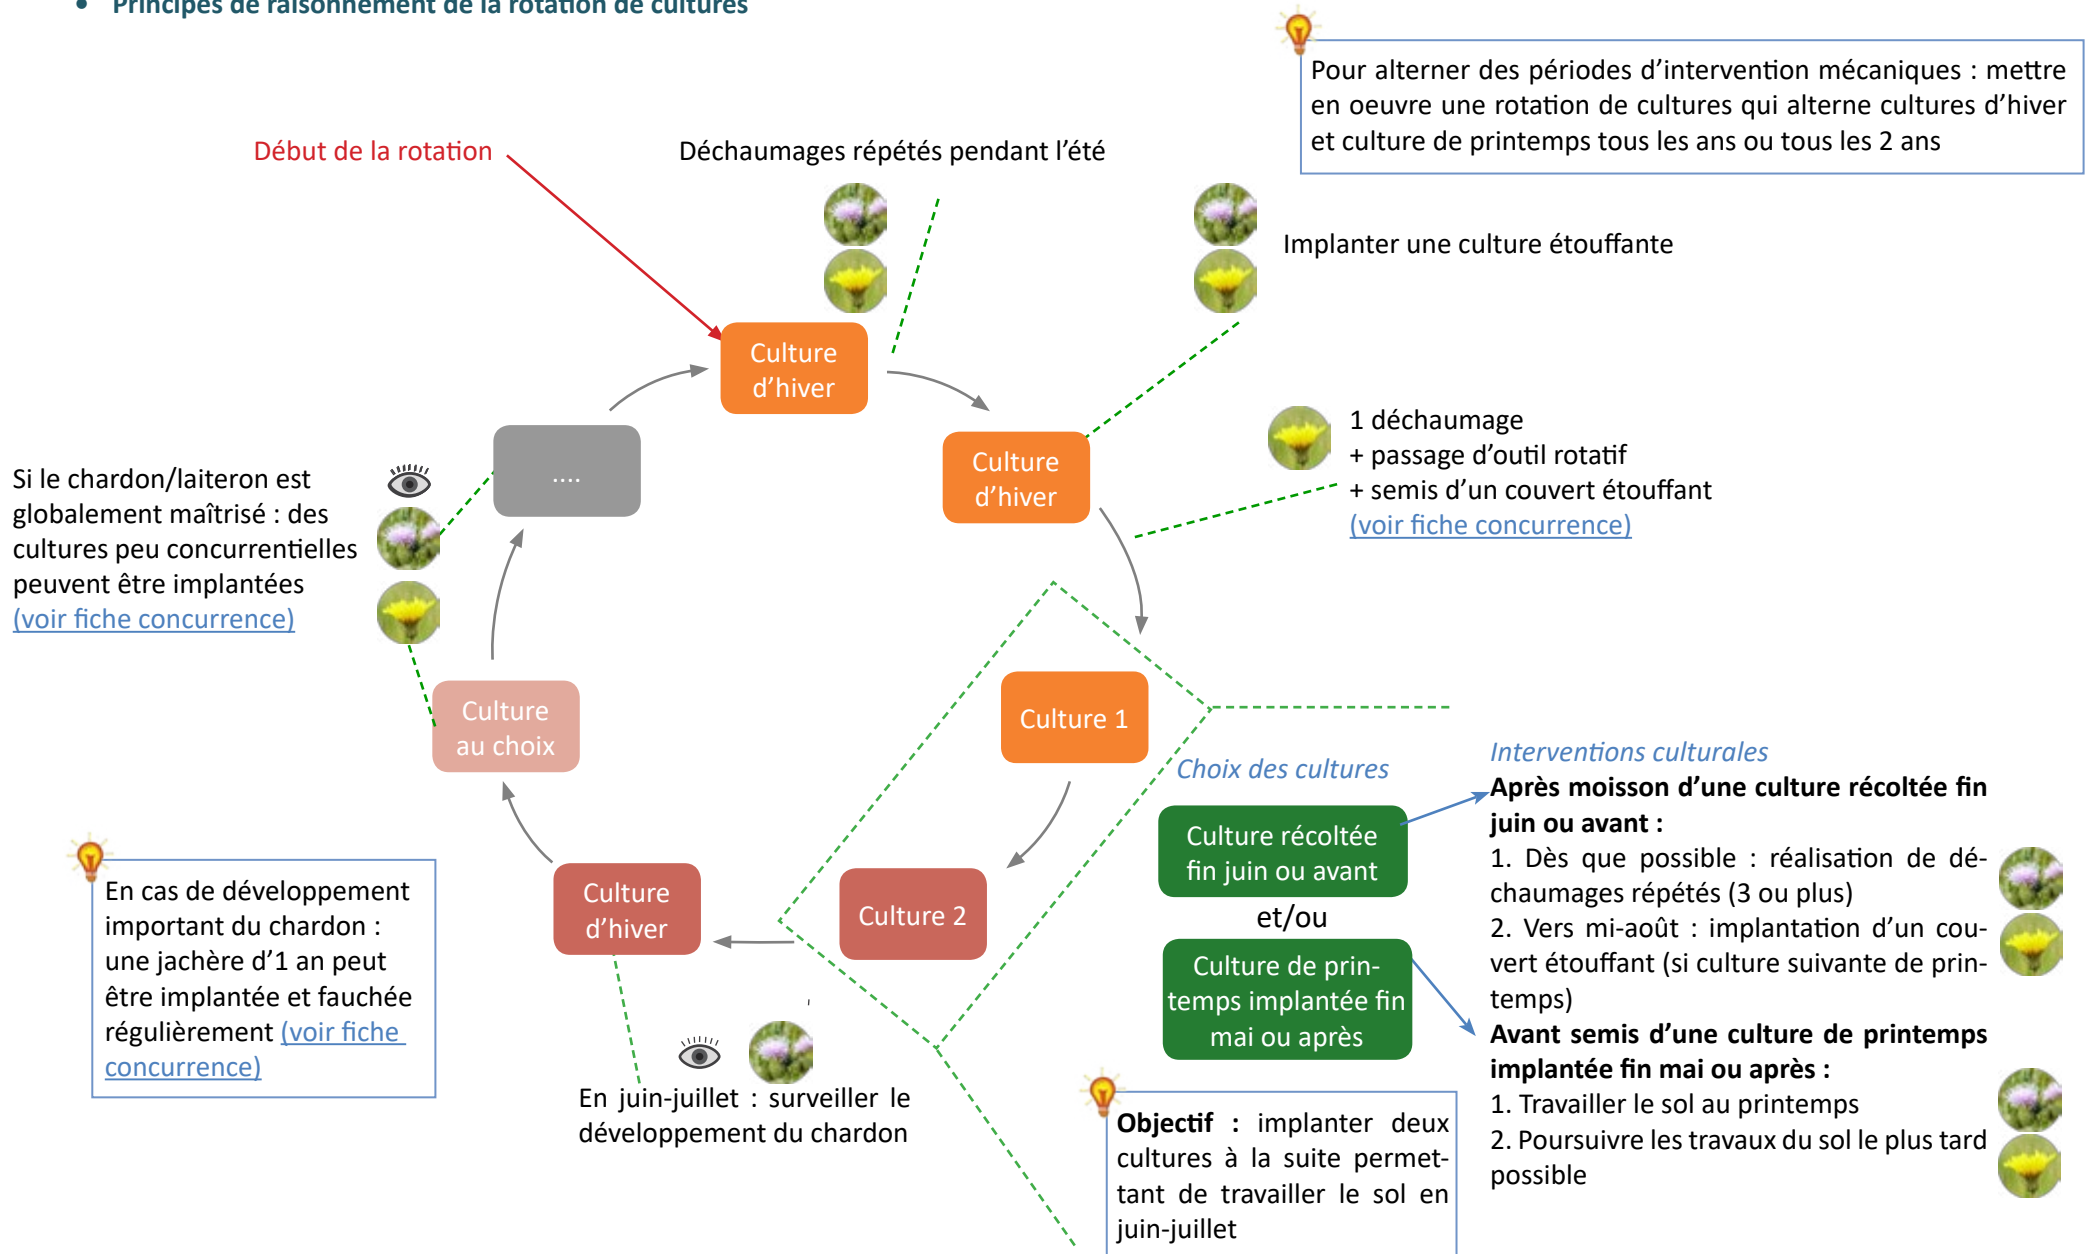 • Principes de raisonnement de la rotation de cultures
Pour alterner des périodes d’intervention mécaniques : mettre
en oeuvre une rotation de cultures qui alterne cultures d’hiver
et culture de printemps tous les ans ou tous les 2 ans
Début de la rotation
Déchaumages répétés pendant l’été
Implanter une culture étouffante
Culture
d’hiver
Culture
d’hiver
1 déchaumage
+ passage d’outil rotatif
+ semis d’un couvert étouffant
(voir fiche concurrence)
....
Si le chardon/laiteron est
globalement maîtrisé : des
cultures peu concurrentielles
peuvent être implantées
(voir fiche concurrence)
Culture
au choix
Culture 1
Culture 2
Culture
d’hiver
Choix des cultures
Culture récoltée
fin juin ou avant
et/ou
Culture de prin-
temps implantée fin
mai ou après
Interventions culturales
Après moisson d’une culture récoltée fin
juin ou avant :
1. Dès que possible : réalisation de dé-
chaumages répétés (3 ou plus)
2. Vers mi-août : implantation d’un cou-
vert étouffant (si culture suivante de prin-
temps)
Avant semis d’une culture de printemps
implantée fin mai ou après :
1. Travailler le sol au printemps
2. Poursuivre les travaux du sol le plus tard
possible
En cas de développement
important du chardon :
une jachère d’1 an peut
être implantée et fauchée
régulièrement (voir fiche
concurrence)
En juin-juillet : surveiller le
développement du chardon
Objectif : implanter deux
cultures à la suite permet-
tant de travailler le sol en
juin-juillet